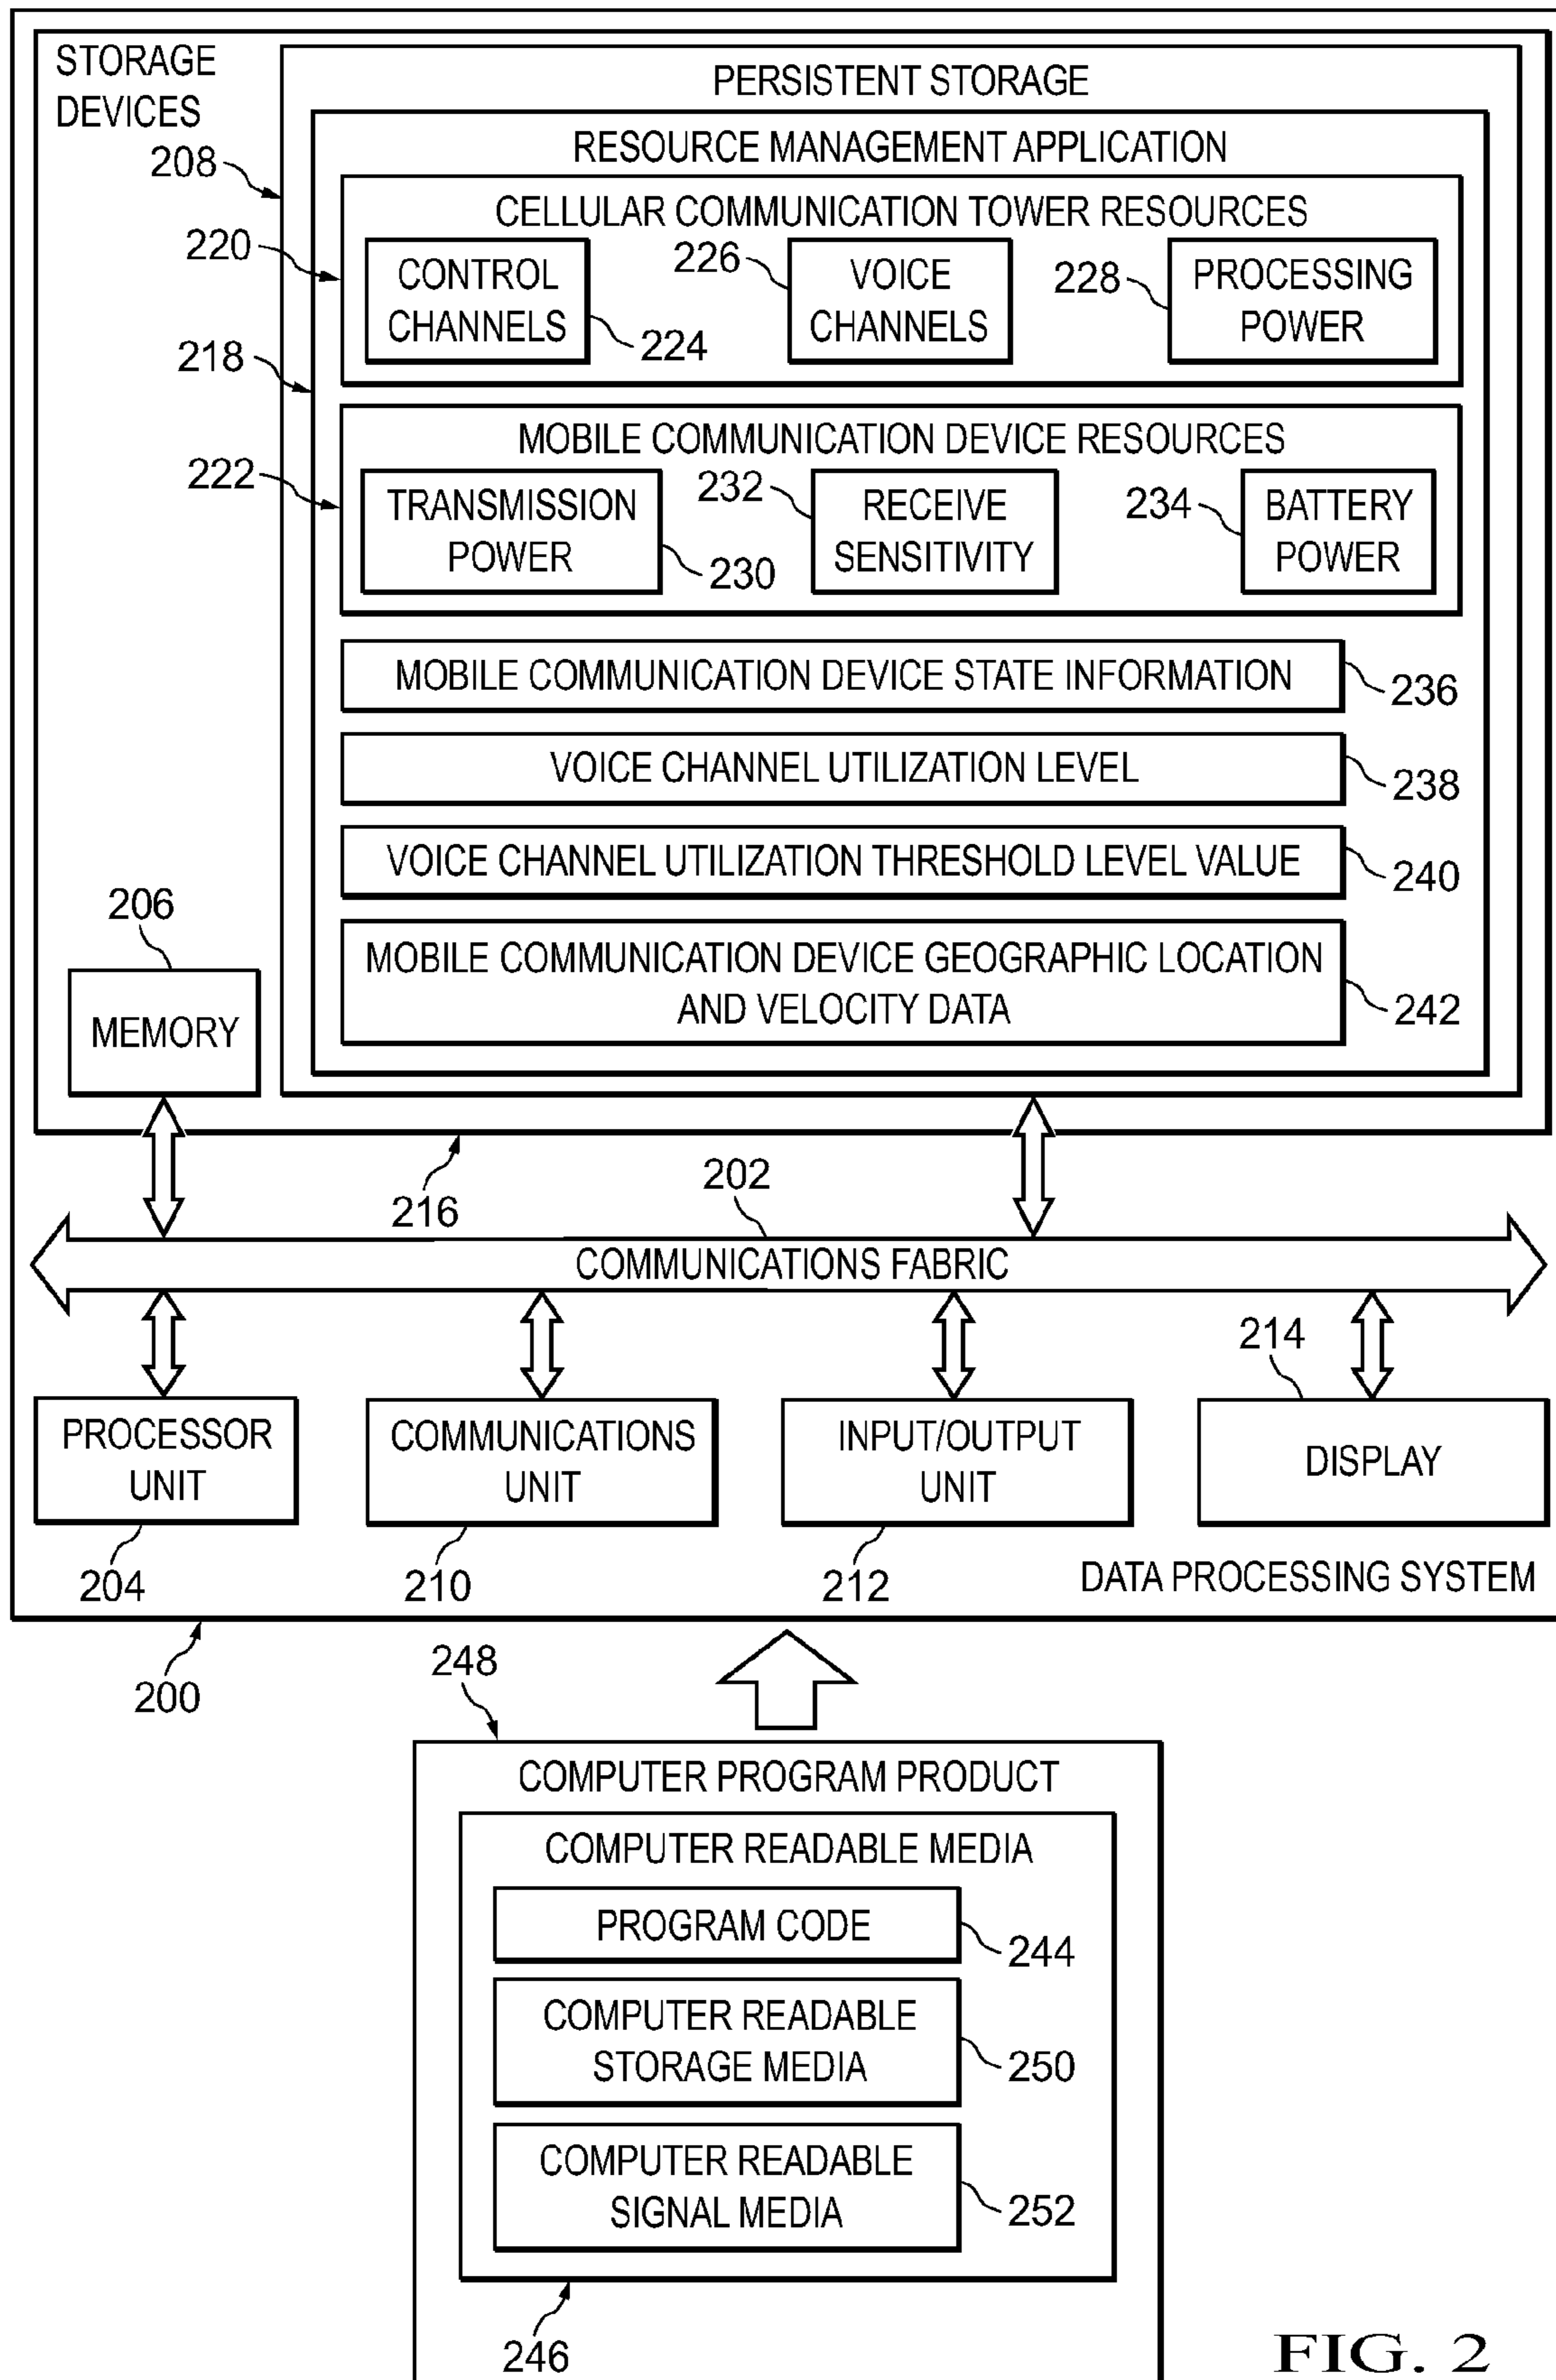 STORAGE
DEVICES
PERSISTENT STORAGE
RESOURCE MANAGEMENT APPLICATION
208
CELLULAR COMMUNICATION TOWER RESOURCES
220
CONTROL
CHANNELS
224
226
VOICE
CHANNELS
228
PROCESSING
POWER
218
MOBILE COMMUNICATION DEVICE RESOURCES
222
TRANSMISSION
POWER
230
232
RECEIVE
SENSITIVITY
234
BATTERY
POWER
MOBILE COMMUNICATION DEVICE STATE INFORMATION
236
VOICE CHANNEL UTILIZATION LEVEL
238
VOICE CHANNEL UTILIZATION THRESHOLD LEVEL VALUE
240
206
MEMORY
MOBILE COMMUNICATION DEVICE GEOGRAPHIC LOCATION
AND VELOCITY DATA
242
216
202
COMMUNICATIONS FABRIC
214
PROCESSOR
UNIT
COMMUNICATIONS
UNIT
INPUT/OUTPUT
UNIT
DISPLAY
204
210
212
DATA PROCESSING SYSTEM
200
248
COMPUTER PROGRAM PRODUCT
COMPUTER READABLE MEDIA
PROGRAM CODE
244
COMPUTER READABLE
STORAGE MEDIA
250
COMPUTER READABLE
SIGNAL MEDIA
252
246
FIG. 2